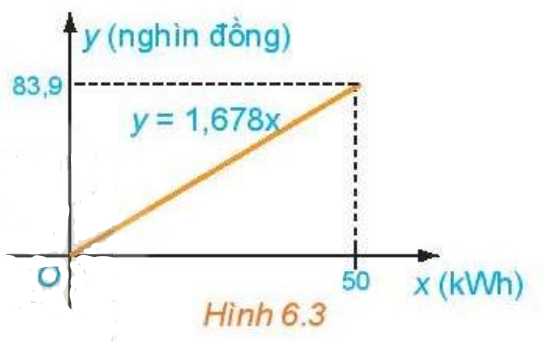 y (nghìn đồng)
83,9
y = 1,678x
O
50
x (kWh)
Hình 6.3